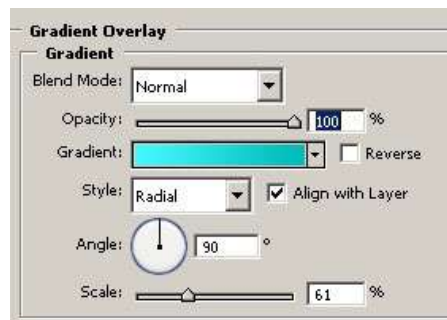 Gradient Overlay
Gradient
Blend Mode: Normal
Opacity: 100 %
Gradient: Reverse
Style: Radial Align with Layer
Angle: 90 °
Scale: 61 %